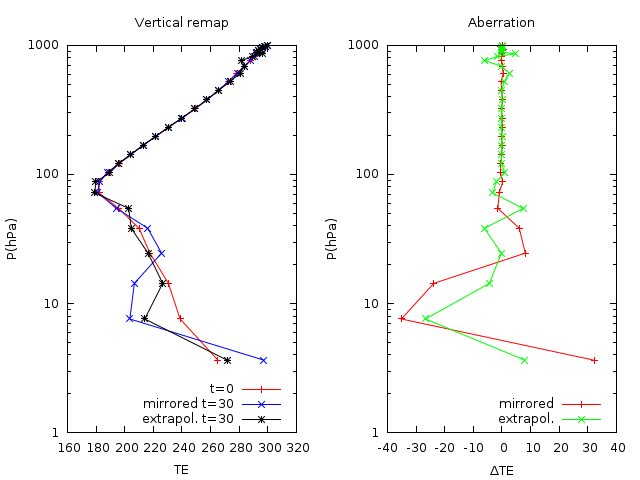 Vertical remap
1000
100
10
1
P(hPa)
t=0
mirrored t=30
extrapol. t=30
160 180 200 220 240 260 280 300 320
TE
Aberration
1000
100
10
1
P(hPa)
mirrored
extrapol.
-40 -30 -20 -10 0 10 20 30 40
ΔTE